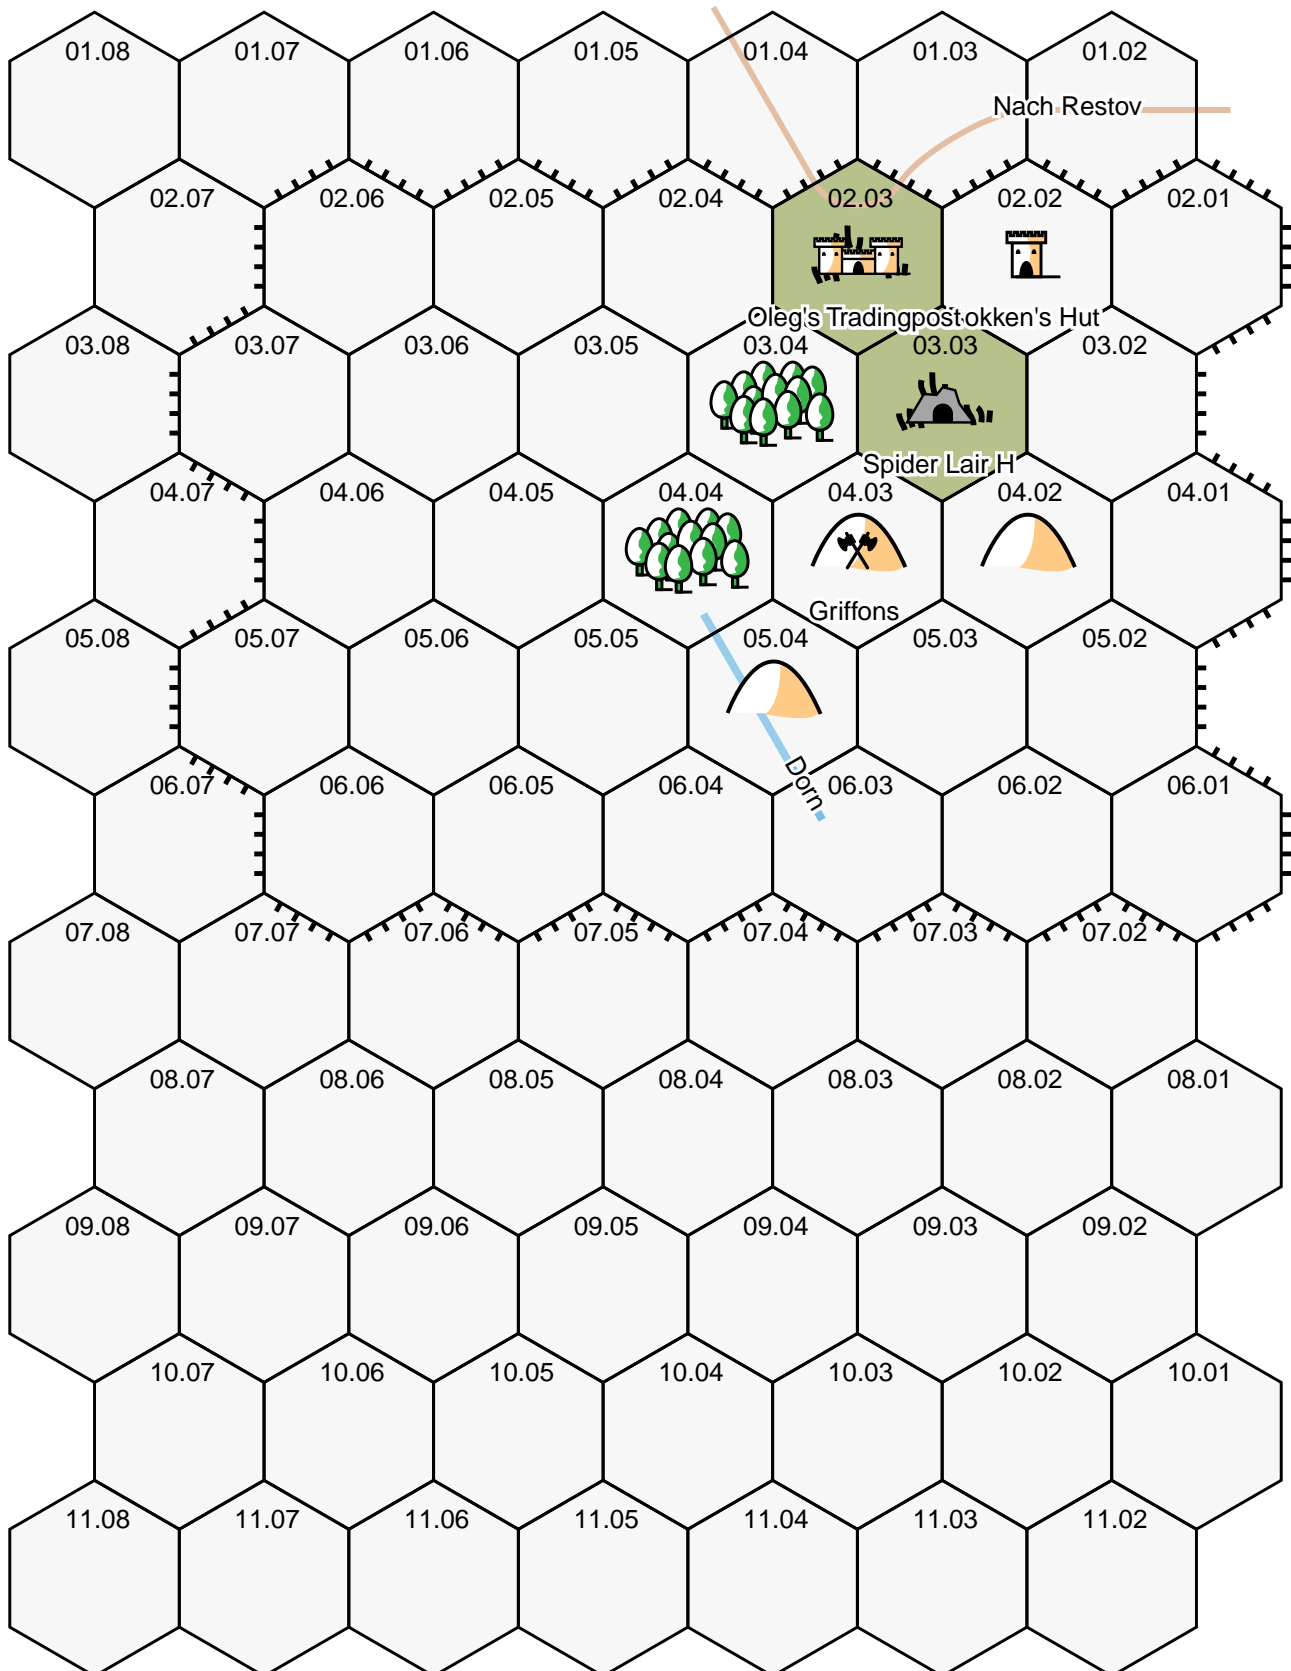 01.08 01.07 01.06 01.05 01.04 01.03 01.02
Nach Restov
02.07 02.06 02.05 02.04 02.03 02.02 02.01
Oleg's Tradingpost okken's Hut
03.08 03.07 03.06 03.05 03.04 03.03 03.02
Spider Lair H
04.07 04.06 04.05 04.04 04.03 04.02 04.01
Griffons
05.08 05.07 05.06 05.05 05.04 05.03 05.02
Dorn
06.07 06.06 06.05 06.04 06.03 06.02 06.01
07.08 07.07 07.06 07.05 07.04 07.03 07.02
08.07 08.06 08.05 08.04 08.03 08.02 08.01
09.08 09.07 09.06 09.05 09.04 09.03 09.02
10.07 10.06 10.05 10.04 10.03 10.02 10.01
11.08 11.07 11.06 11.05 11.04 11.03 11.02